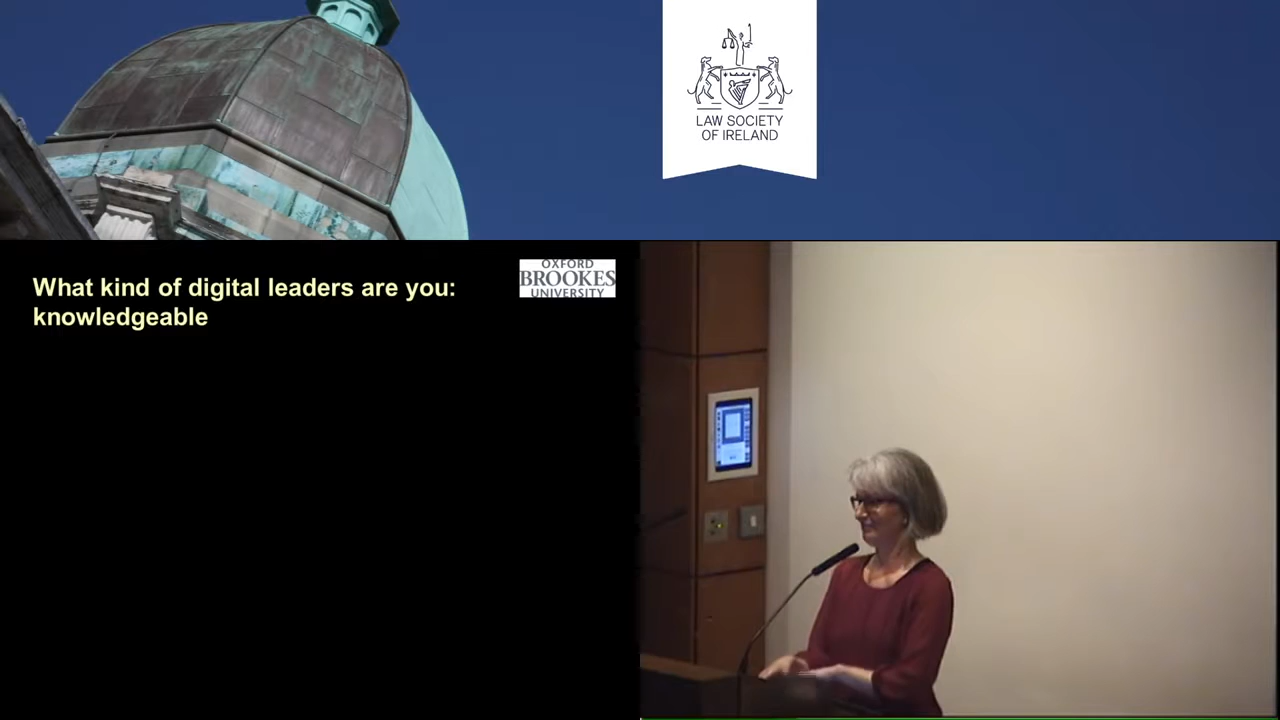 LAW SOCIETY
OF IRELAND
What kind of digital leaders are you:
knowledgeable
OXFORD
BROOKES
UNIVERSITY